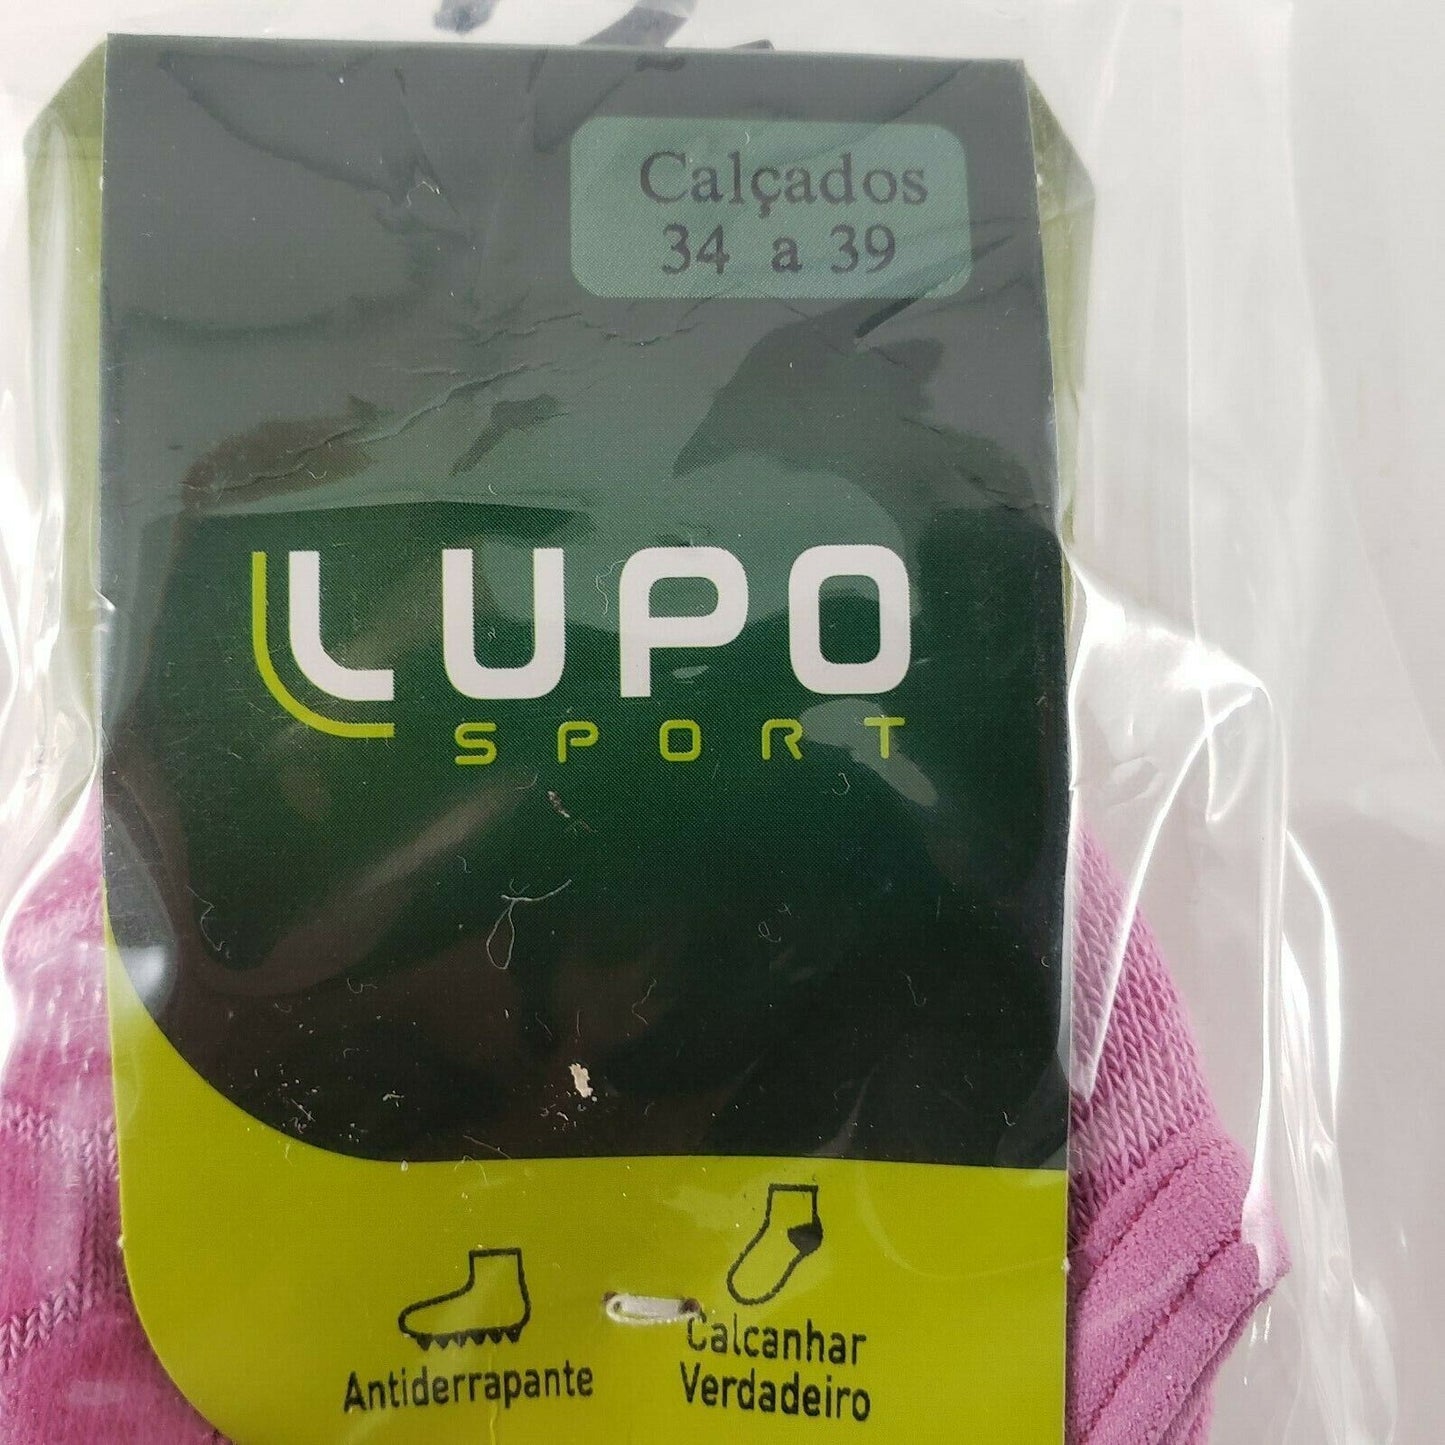 Calçados
34 a 39
LUPO
SPORT
Antiderrapante
Calcanhar
Verdadeiro